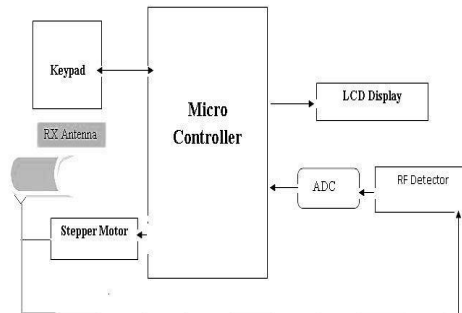 Keypad
Micro
Controller
LCD Display
RX Antenna
ADC
RF Detector
Stepper Motor